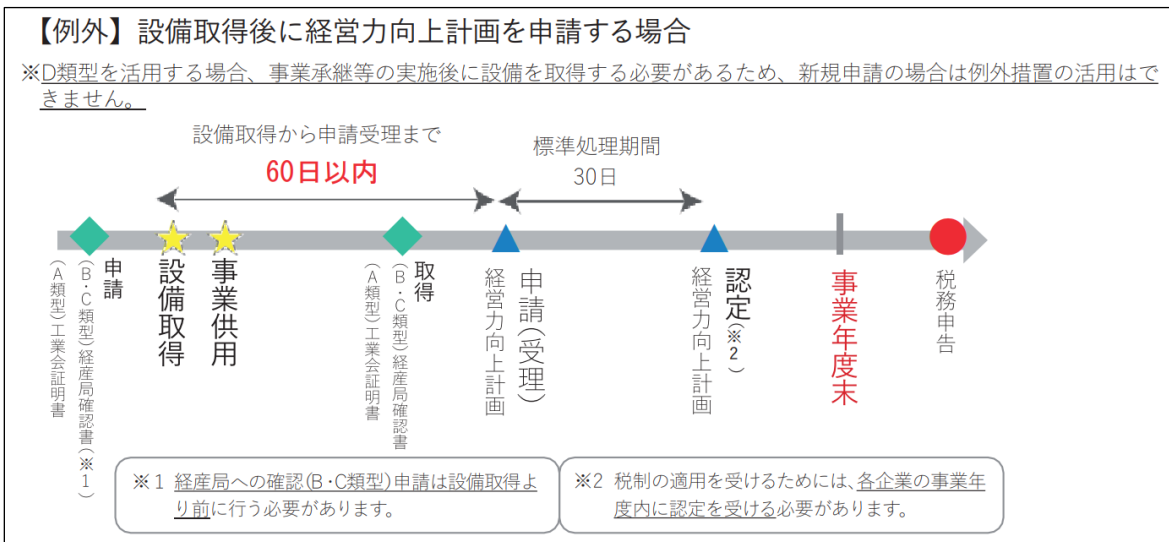 【例外】設備取得後に経営力向上計画を申請する場合
※D類型を活用する場合、事業承継等の実施後に設備を取得する必要があるため、新規申請の場合は例外措置の活用はで
きません。
設備取得から申請受理まで
60日以内
標準処理期間
30日
申請
(B・C類型)経産局確認書(※1)
(A類型)工業会証明書
設備取得
事業供用
取得
(B・C類型)経産局確認書
(A類型)工業会証明書
申請(受理)
経営力向上計画
認定(※2)
経営力向上計画
事業年度末
税務申告
※1 経産局への確認(B・C類型)申請は設備取得よ
り前に行う必要があります。
※2 税制の適用を受けるためには、各企業の事業年
度内に認定を受ける必要があります。